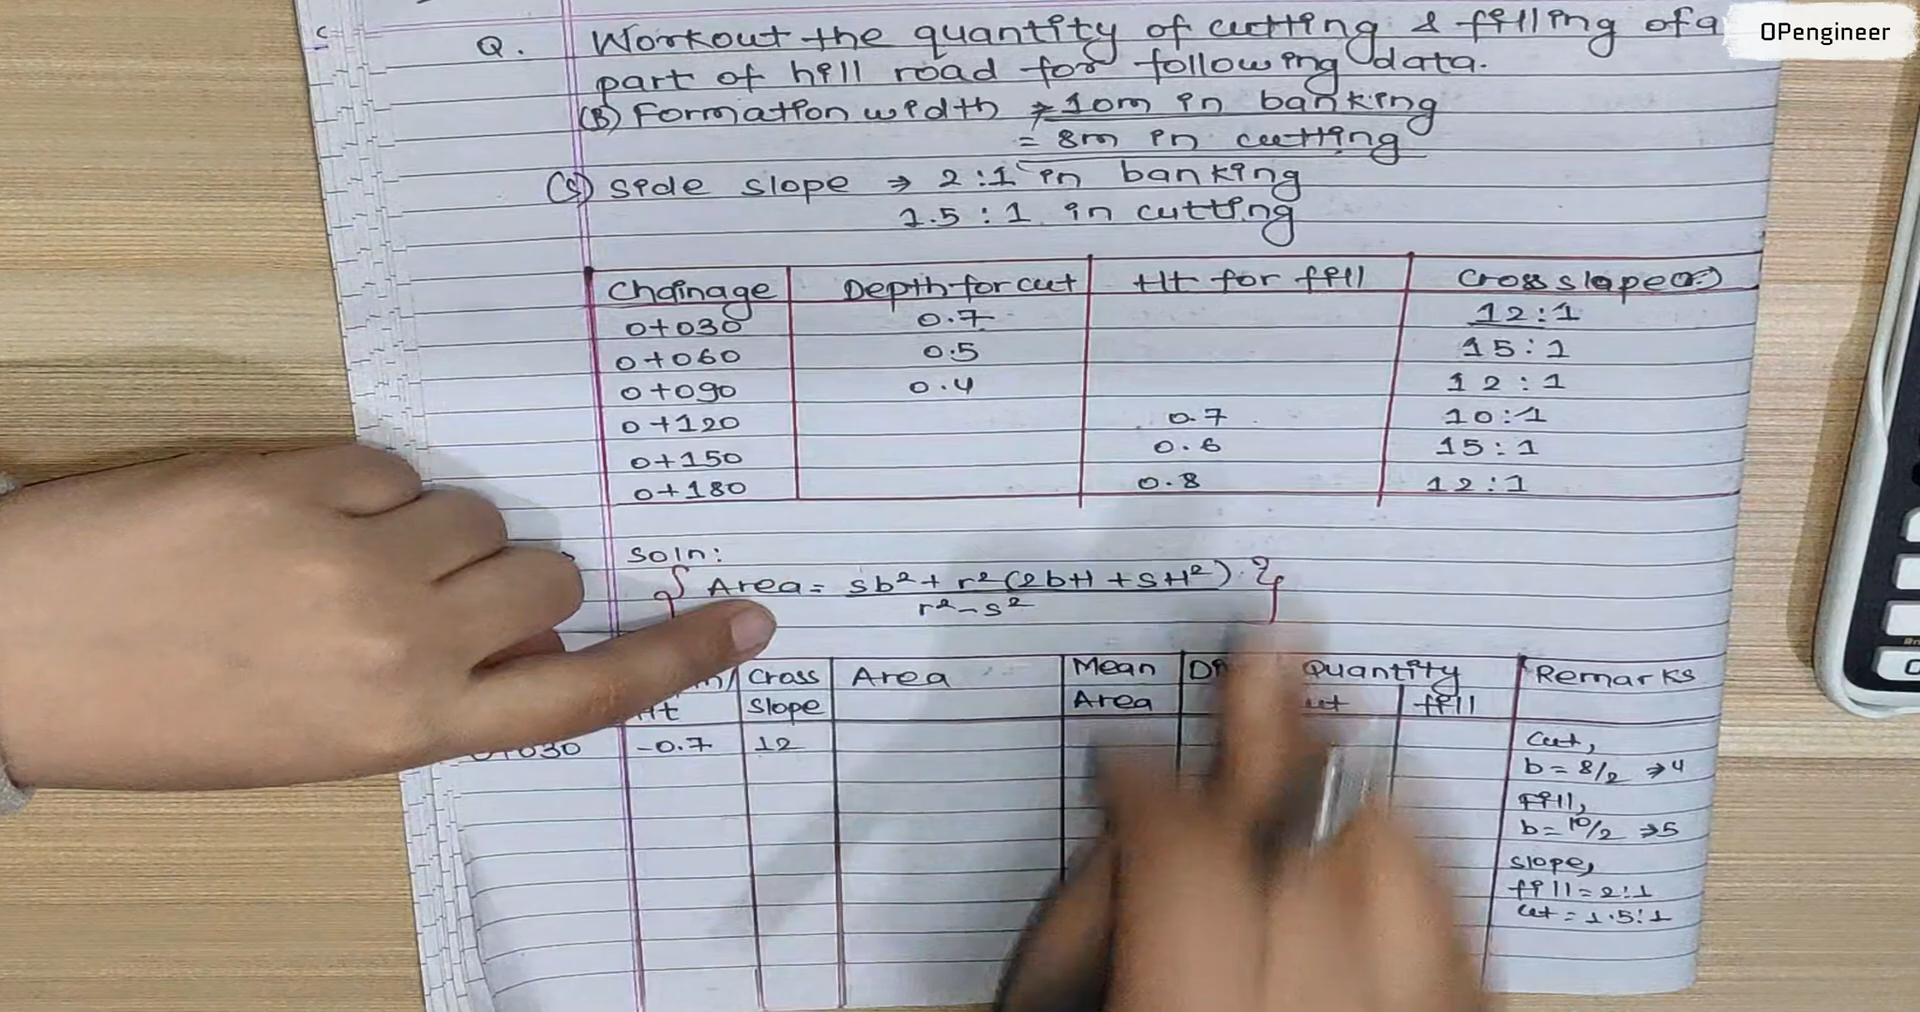 OPengineer
Q. Workout the quantity of cutting & filling of a
part of hill road for following data.
(B) Formation width ⇒ 10m in banking
= 8m in cutting
(S) side slope → 2:1 in banking
1.5 : 1 in cutting
Chainage Depth for cut Ht for fill Cross slope (r)
0+030 0.7 12:1
0+060 0.5 15:1
0+090 0.4 12:1
0+120 0.7 10:1
0+150 0.6 15:1
0+180 0.8 12:1
Soln:
{ Area = sb²+ r²(2bH + sH²) }
r²-s²
Cross Area Mean Quantity Remarks
Ht Slope Area fill
0+030 -0.7 12 Cut,
b = 8/2 → 4
fill,
b = 10/2 → 5
slope,
fill = 2:1
Cut = 1.5:1